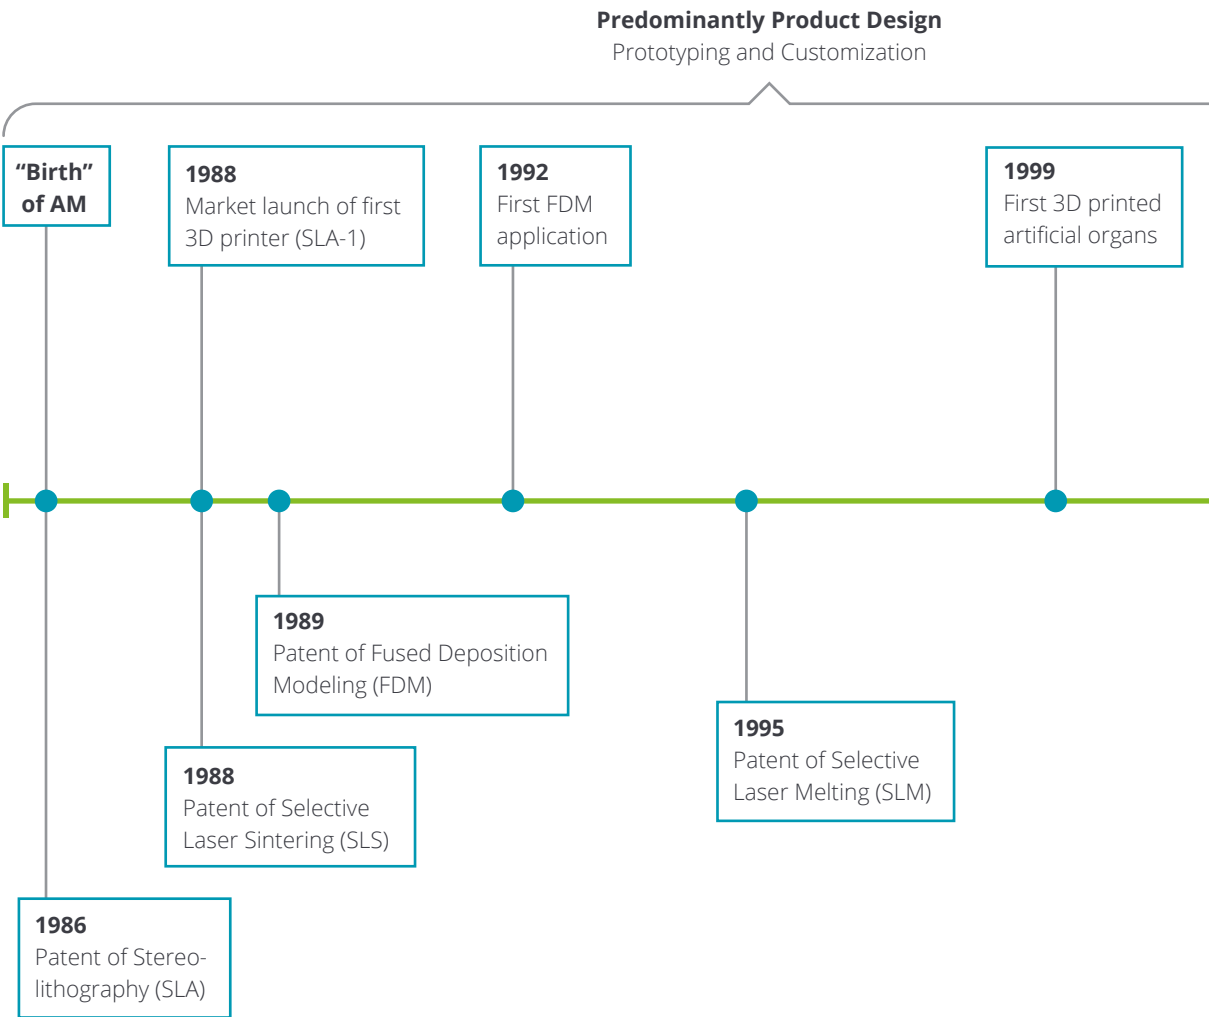 Predominantly Product Design
Prototyping and Customization
“Birth”
of AM
1988
Market launch of first
3D printer (SLA-1)
1992
First FDM
application
1999
First 3D printed
artificial organs
1989
Patent of Fused Deposition
Modeling (FDM)
1995
Patent of Selective
Laser Melting (SLM)
1988
Patent of Selective
Laser Sintering (SLS)
1986
Patent of Stereo-
lithography (SLA)